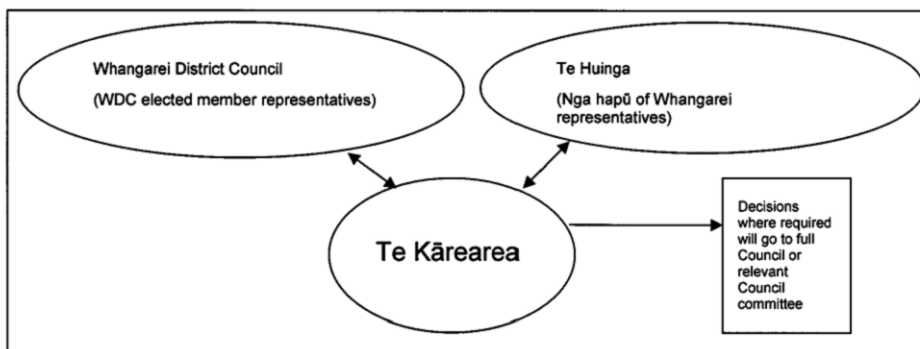 Whangarei District Council
(WDC elected member representatives)
Te Huinga
(Nga hapū of Whangarei
representatives)
Te Kārearea
Decisions
where required
will go to full
Council or
relevant
Council
committee